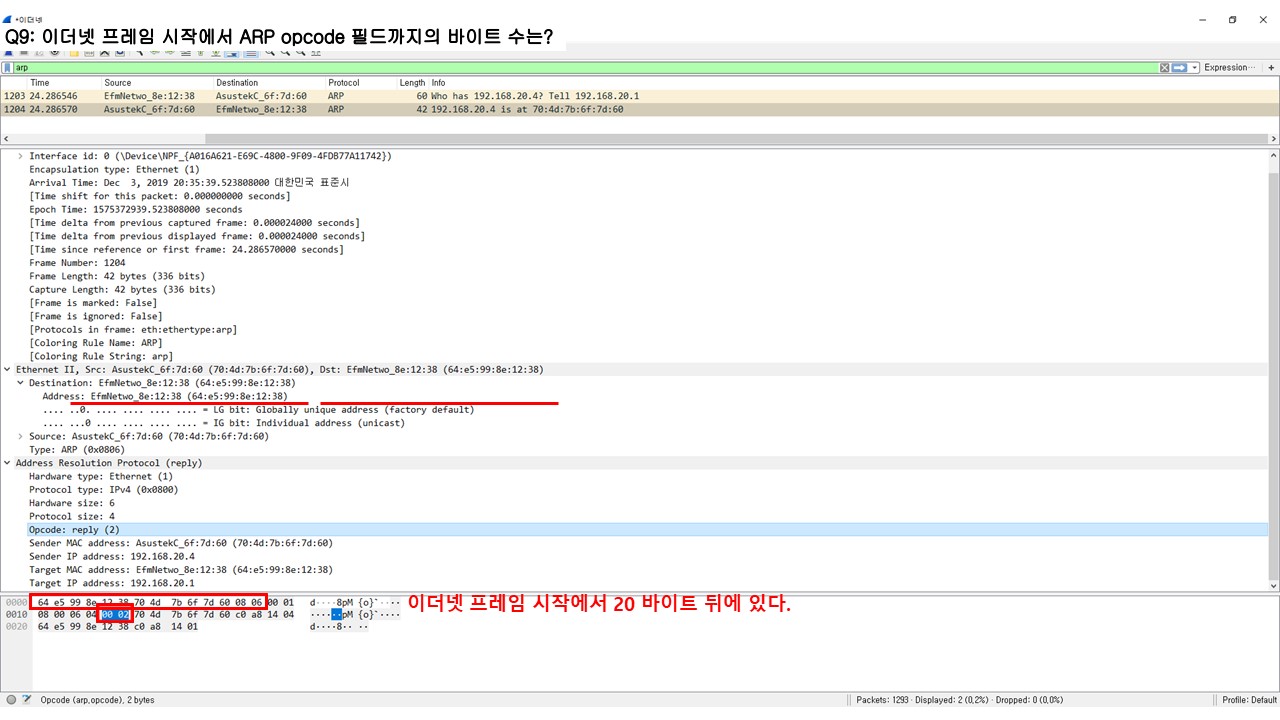 *이더넷
Q9: 이더넷 프레임 시작에서 ARP opcode 필드까지의 바이트 수는?
arp
Expression…
+
Time Source Destination Protocol Length Info
1203 24.286546 EfmNetwo_8e:12:38 AsustekC_6f:7d:60 ARP 60 Who has 192.168.20.4? Tell 192.168.20.1
1204 24.286570 AsustekC_6f:7d:60 EfmNetwo_8e:12:38 ARP 42 192.168.20.4 is at 70:4d:7b:6f:7d:60
Interface id: 0 (\Device\NPF_{A016A621-E69C-4800-9F09-4FDB77A11742})
Encapsulation type: Ethernet (1)
Arrival Time: Dec  3, 2019 20:35:39.523808000 대한민국 표준시
[Time shift for this packet: 0.000000000 seconds]
Epoch Time: 1575372939.523808000 seconds
[Time delta from previous captured frame: 0.000024000 seconds]
[Time delta from previous displayed frame: 0.000024000 seconds]
[Time since reference or first frame: 24.286570000 seconds]
Frame Number: 1204
Frame Length: 42 bytes (336 bits)
Capture Length: 42 bytes (336 bits)
[Frame is marked: False]
[Frame is ignored: False]
[Protocols in frame: eth:ethertype:arp]
[Coloring Rule Name: ARP]
[Coloring Rule String: arp]
Ethernet II, Src: AsustekC_6f:7d:60 (70:4d:7b:6f:7d:60), Dst: EfmNetwo_8e:12:38 (64:e5:99:8e:12:38)
Destination: EfmNetwo_8e:12:38 (64:e5:99:8e:12:38)
Address: EfmNetwo_8e:12:38 (64:e5:99:8e:12:38)
.... ..0. .... .... .... .... = LG bit: Globally unique address (factory default)
.... ...0 .... .... .... .... = IG bit: Individual address (unicast)
Source: AsustekC_6f:7d:60 (70:4d:7b:6f:7d:60)
Type: ARP (0x0806)
Address Resolution Protocol (reply)
Hardware type: Ethernet (1)
Protocol type: IPv4 (0x0800)
Hardware size: 6
Protocol size: 4
Opcode: reply (2)
Sender MAC address: AsustekC_6f:7d:60 (70:4d:7b:6f:7d:60)
Sender IP address: 192.168.20.4
Target MAC address: EfmNetwo_8e:12:38 (64:e5:99:8e:12:38)
Target IP address: 192.168.20.1
0000 64 e5 99 8e 12 38 70 4d 7b 6f 7d 60 08 06 00 01 d····8pM {o}`····
이더넷 프레임 시작에서 20 바이트 뒤에 있다.
0010 08 00 06 04 00 02 70 4d 7b 6f 7d 60 c0 a8 14 04 ······pM {o}`····
0020 64 e5 99 8e 12 38 c0 a8 14 01 d····8·· ··
Opcode (arp,opcode), 2 bytes
Packets: 1293 · Displayed: 2 (0,2%) · Dropped: 0 (0,0%)
Profile: Default